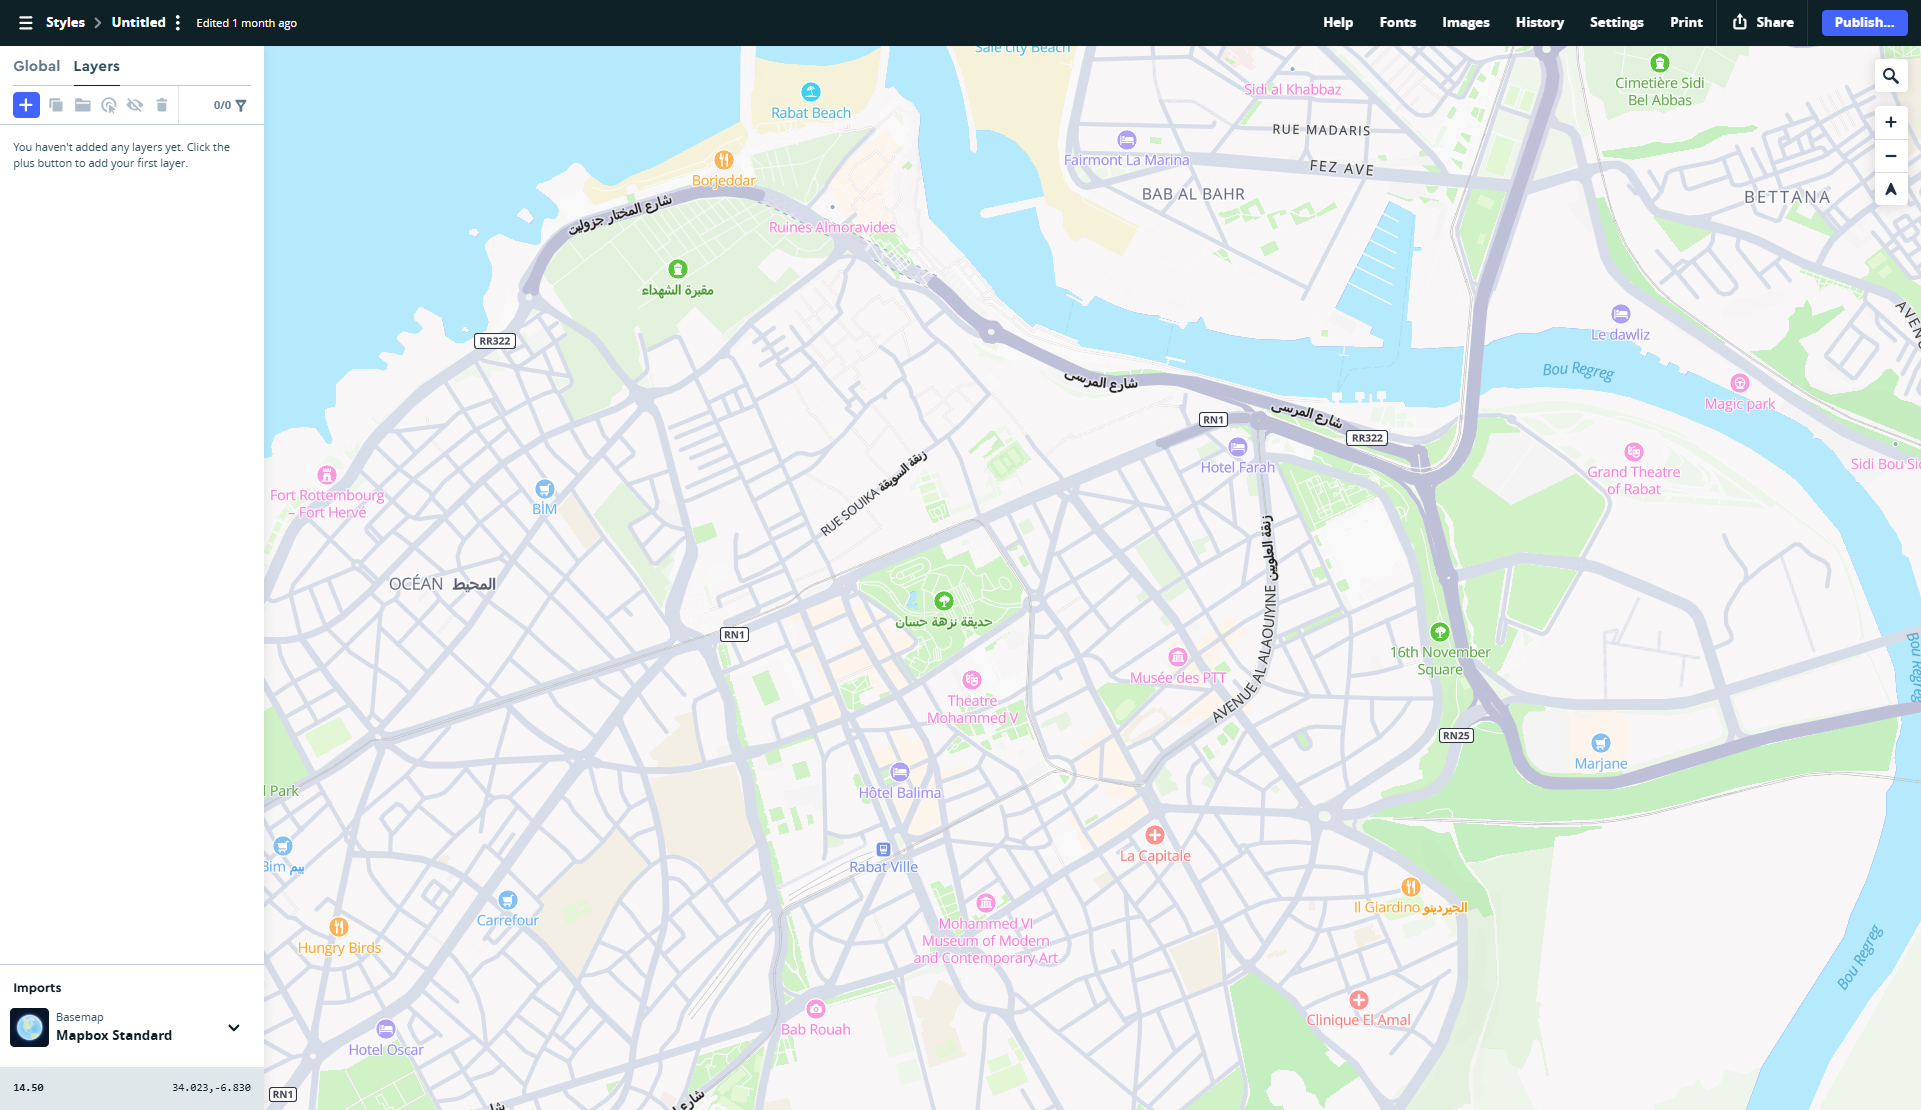 Styles
Untitled
Edited 1 month ago
Help
Fonts
Images
History
Settings
Print
Share
Publish...
Global
Layers
0/0
You haven't added any layers yet. Click the
plus button to add your first layer.
Imports
Basemap
Mapbox Standard
14.50
34.023,-6.830
Sale city Beach
Rabat Beach
Sidi al Khabbaz
Cimetière Sidi
Bel Abbas
RUE MADARIS
Fairmont La Marina
FEZ AVE
Borjeddar
BAB AL BAHR
BETTANA
شارع المختار جزوليت
Ruines Almoravides
مقبرة الشهداء
Le dawliz
RR322
Bou Regreg
شارع المرسى
Magic park
شارع المرسى
RN1
RR322
Hotel Farah
Grand Theatre
of Rabat
Fort Rottembourg
– Fort Hervé
BİM
RUE SOUIKA زنقة السويقة
OCÉAN المحيط
AVENUE AL ALAOUIYINE زنقة العلويين
حديقة نزهة حسان
RN1
16th November
Square
Musée des PTT
Theatre
Mohammed V
Bou Regreg
RN25
Marjane
Hôtel Balima
Park
La Capitale
Bim بيم
Rabat Ville
Il Giardino الجيردينو
Carrefour
Mohammed VI
Museum of Modern
and Contemporary Art
Hungry Birds
Bou Regreg
Clinique El Amal
Bab Rouah
Hotel Oscar
RN1